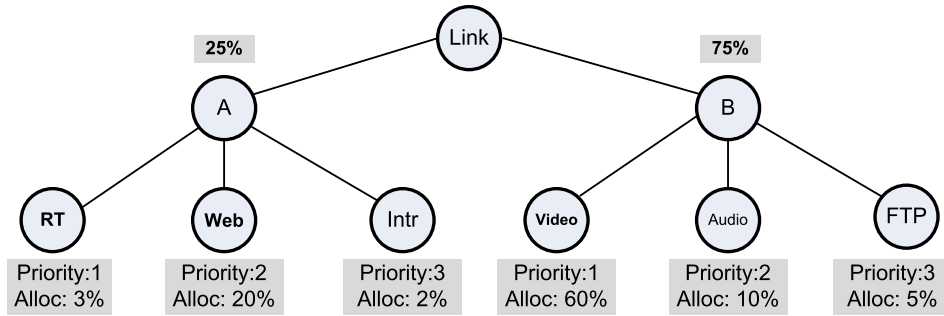 Link
25%
75%
A
B
RT
Web
Intr
Video
Audio
FTP
Priority:1
Alloc: 3%
Priority:2
Alloc: 20%
Priority:3
Alloc: 2%
Priority:1
Alloc: 60%
Priority:2
Alloc: 10%
Priority:3
Alloc: 5%